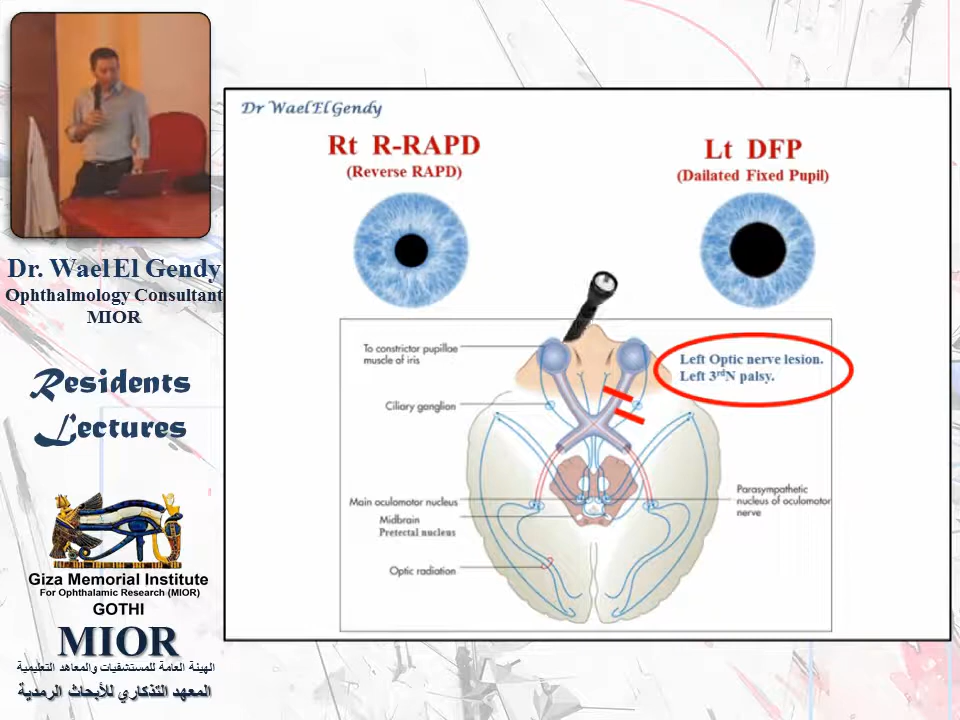 Dr. Wael El Gendy
Ophthalmology Consultant
MIOR
Residents
Lectures
Giza Memorial Institute
For Ophthalamic Research (MIOR)
GOTHI
MIOR
الهيئة العامة للمستشفيات والمعاهد التعليمية
المعهد التذكاري للأبحاث الرمدية
Dr Wael El Gendy
Rt R-RAPD
(Reverse RAPD)
Lt DFP
(Dailated Fixed Pupil)
To constrictor pupillae
muscle of iris
Left Optic nerve lesion.
Left 3rdN palsy.
Ciliary ganglion
Main oculomotor nucleus
Midbrain
Pretectal nucleus
Parasympathetic
nucleus of oculomotor
nerve
Optic radiation